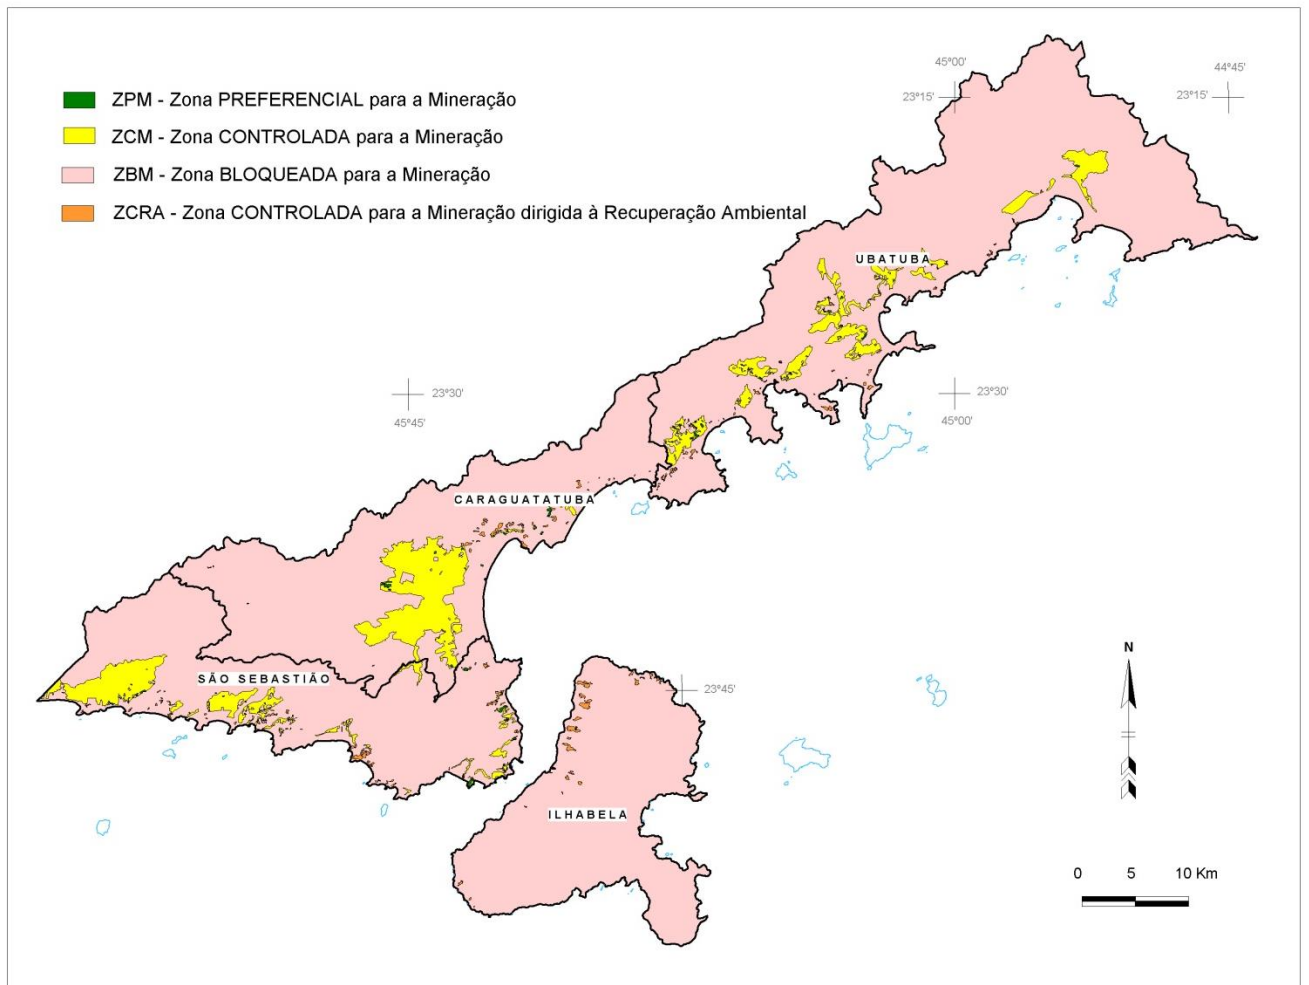 ZPM - Zona PREFERENCIAL para a Mineração
ZCM - Zona CONTROLADA para a Mineração
ZBM - Zona BLOQUEADA para a Mineração
ZCRA - Zona CONTROLADA para a Mineração dirigida à Recuperação Ambiental
45°00'
23°15'
44°45'
23°15'
UBATUBA
23°30'
45°45'
23°30'
45°00'
CARAGUATATUBA
SÃO SEBASTIÃO
23°45'
ILHABELA
N
0 5 10 Km